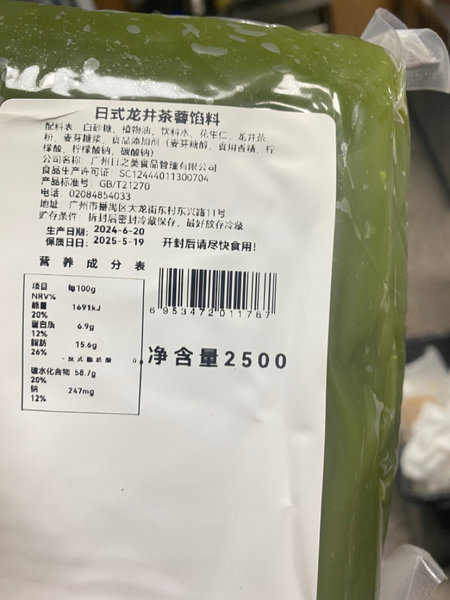 日式龙井茶蓉馅料
配料表：白砂糖，植物油，饮料水，花生仁，龙井茶
粉，麦芽糖浆，食品添加剂（麦芽糖醇，食用香精，柠
檬酸，柠檬酸钠，碳酸钠）
公司名称：广州日之美食品管理有限公司
食品生产许可证：SC12444011300704
产品标准号：GB/T21270
电话：02084854033
地址：广州市番禺区大龙街东村东兴路11号
贮存条件：拆封后密封冷藏保存，最好放存冷藏
生产日期：2024-6-20
保质日日：2025-5-19 开封后请尽快食用！
营养成分表
项目 每100g
NRV%
能量 1691kJ
20%
蛋白质 6.9g
12%
脂肪 15.6g
26%
-反式脂肪酸 0.
碳水化合物 58.7g
20%
钠 247mg
12%
6 953472 011767
净含量2500